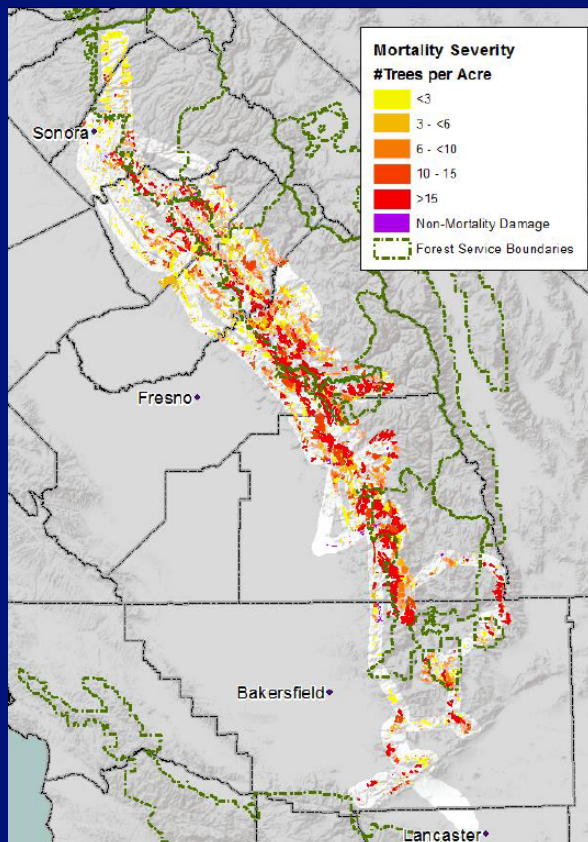 Mortality Severity
#Trees per Acre
<3
3 - <6
6 - <10
10 - 15
>15
Non-Mortality Damage
Forest Service Boundaries
Sonora
Fresno
Bakersfield
Lancaster